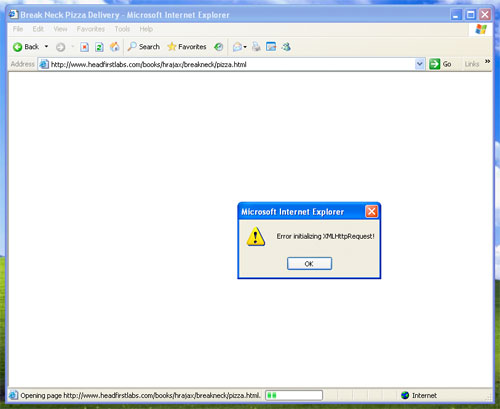 Break Neck Pizza Delivery - Microsoft Internet Explorer
File Edit View Favorites Tools Help
Back Search Favorites
Address http://www.headfirstlabs.com/books/hrajax/breakneck/pizza.html Go Links »
Microsoft Internet Explorer
Error initializing XMLHttpRequest!
OK
Opening page http://www.headfirstlabs.com/books/hrajax/breakneck/pizza.html. Internet